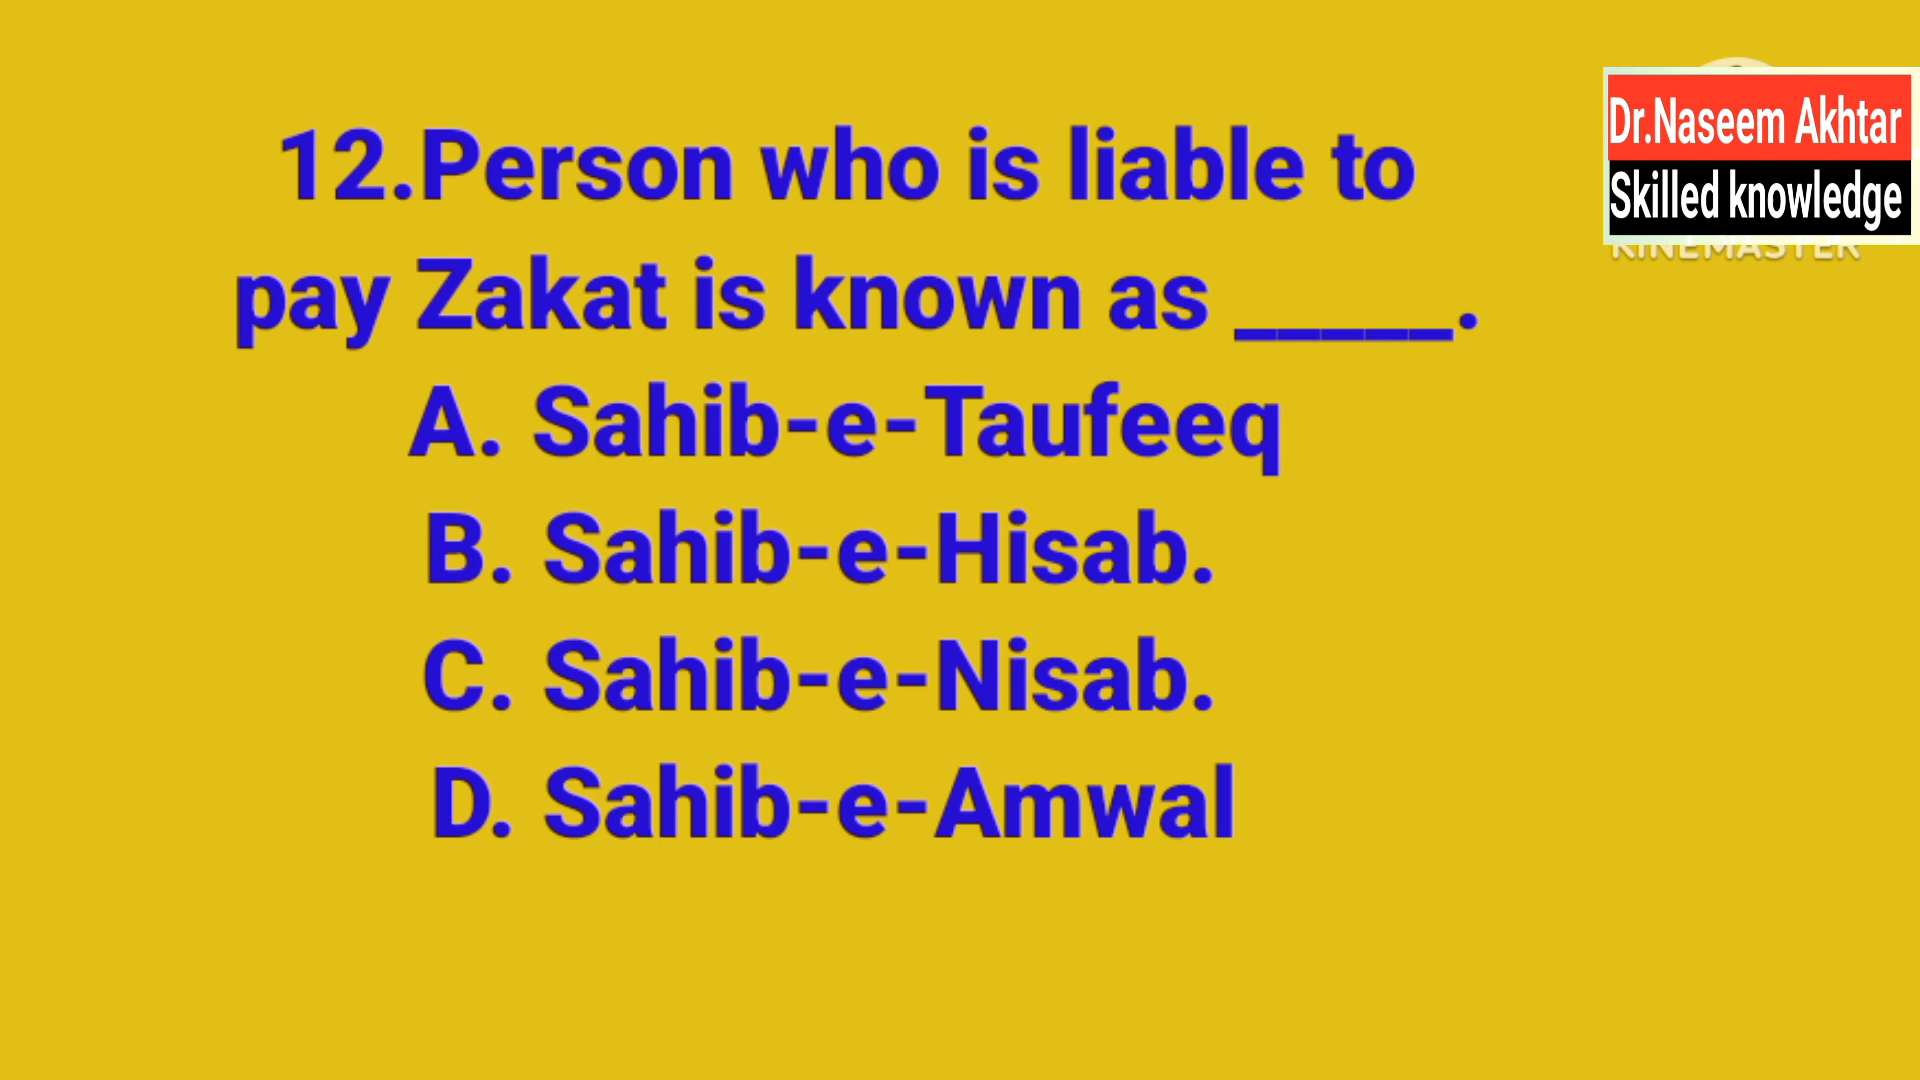 12.Person who is liable to
pay Zakat is known as _____.
A. Sahib-e-Taufeeq
B. Sahib-e-Hisab.
C. Sahib-e-Nisab.
D. Sahib-e-Amwal
Dr.Naseem Akhtar
Skilled knowledge
KINEMASTER